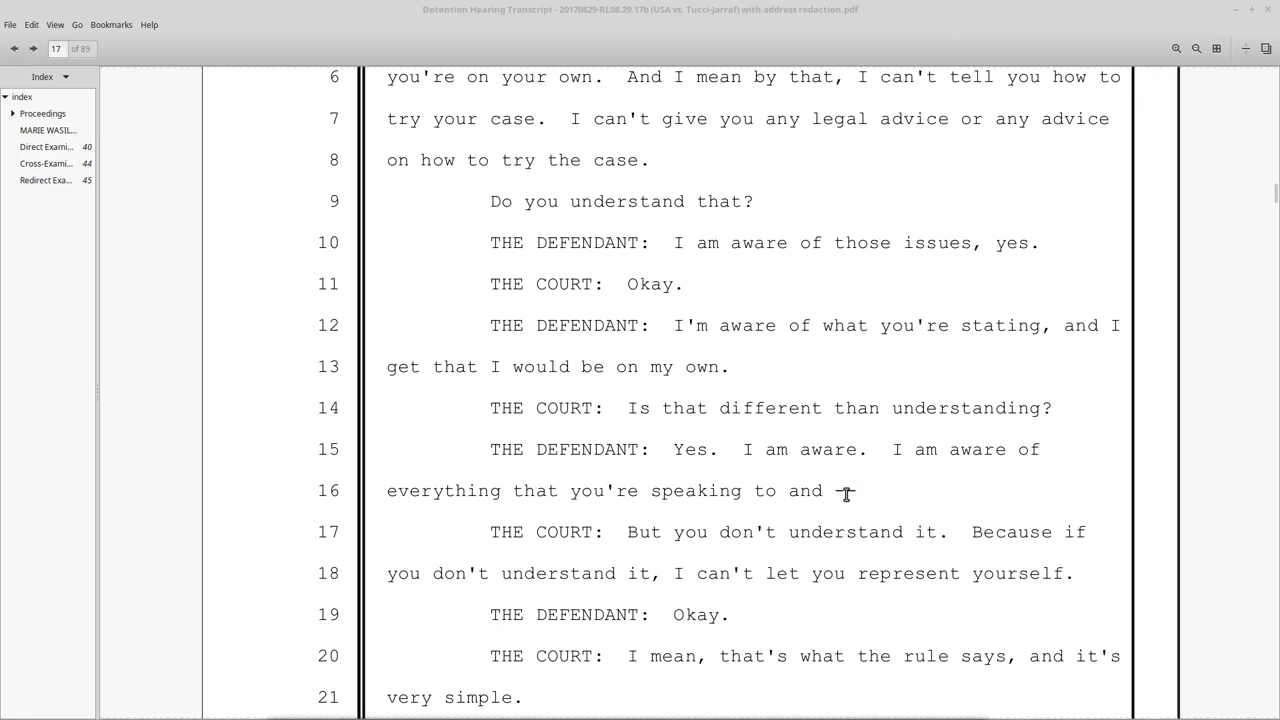 Detention Hearing Transcript - 20170829-RL08.29.17b (USA vs. Tucci-Jarraf) with address redaction.pdf
File Edit View Go Bookmarks Help
17 of 89
Index
index
Proceedings
MARIE WASIL...
Direct Exami... 40
Cross-Exami... 44
Redirect Exa... 45
6 you're on your own. And I mean by that, I can't tell you how to
7 try your case. I can't give you any legal advice or any advice
8 on how to try the case.
9 Do you understand that?
10 THE DEFENDANT: I am aware of those issues, yes.
11 THE COURT: Okay.
12 THE DEFENDANT: I'm aware of what you're stating, and I
13 get that I would be on my own.
14 THE COURT: Is that different than understanding?
15 THE DEFENDANT: Yes. I am aware. I am aware of
16 everything that you're speaking to and --
17 THE COURT: But you don't understand it. Because if
18 you don't understand it, I can't let you represent yourself.
19 THE DEFENDANT: Okay.
20 THE COURT: I mean, that's what the rule says, and it's
21 very simple.